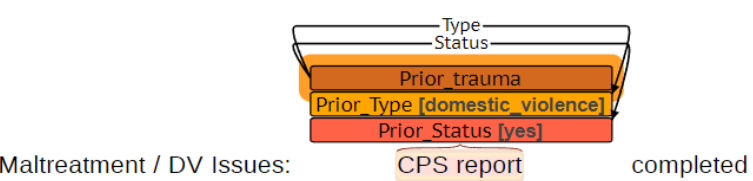 Type
Status
Prior_trauma
Prior_Type [domestic_violence]
Prior_Status [yes]
Maltreatment / DV Issues: CPS report completed